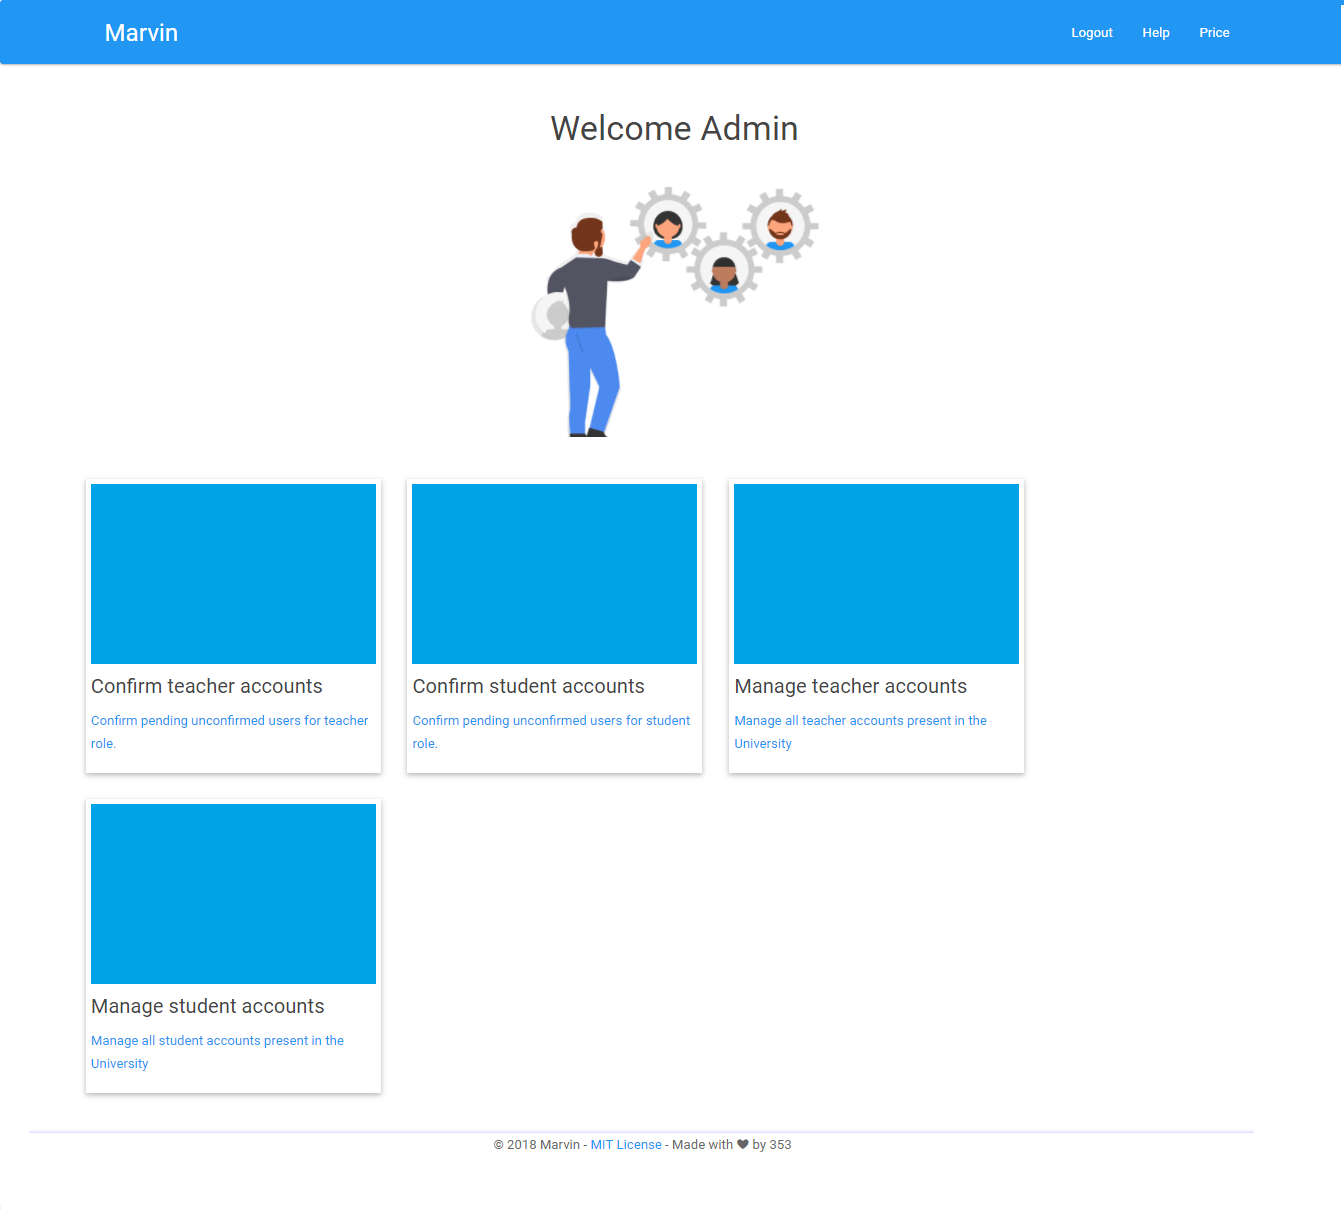 Marvin
Logout Help Price
Welcome Admin
Confirm teacher accounts
Confirm pending unconfirmed users for teacher
role.
Confirm student accounts
Confirm pending unconfirmed users for student
role.
Manage teacher accounts
Manage all teacher accounts present in the
University
Manage student accounts
Manage all student accounts present in the
University
© 2018 Marvin - MIT License - Made with ♥ by 353